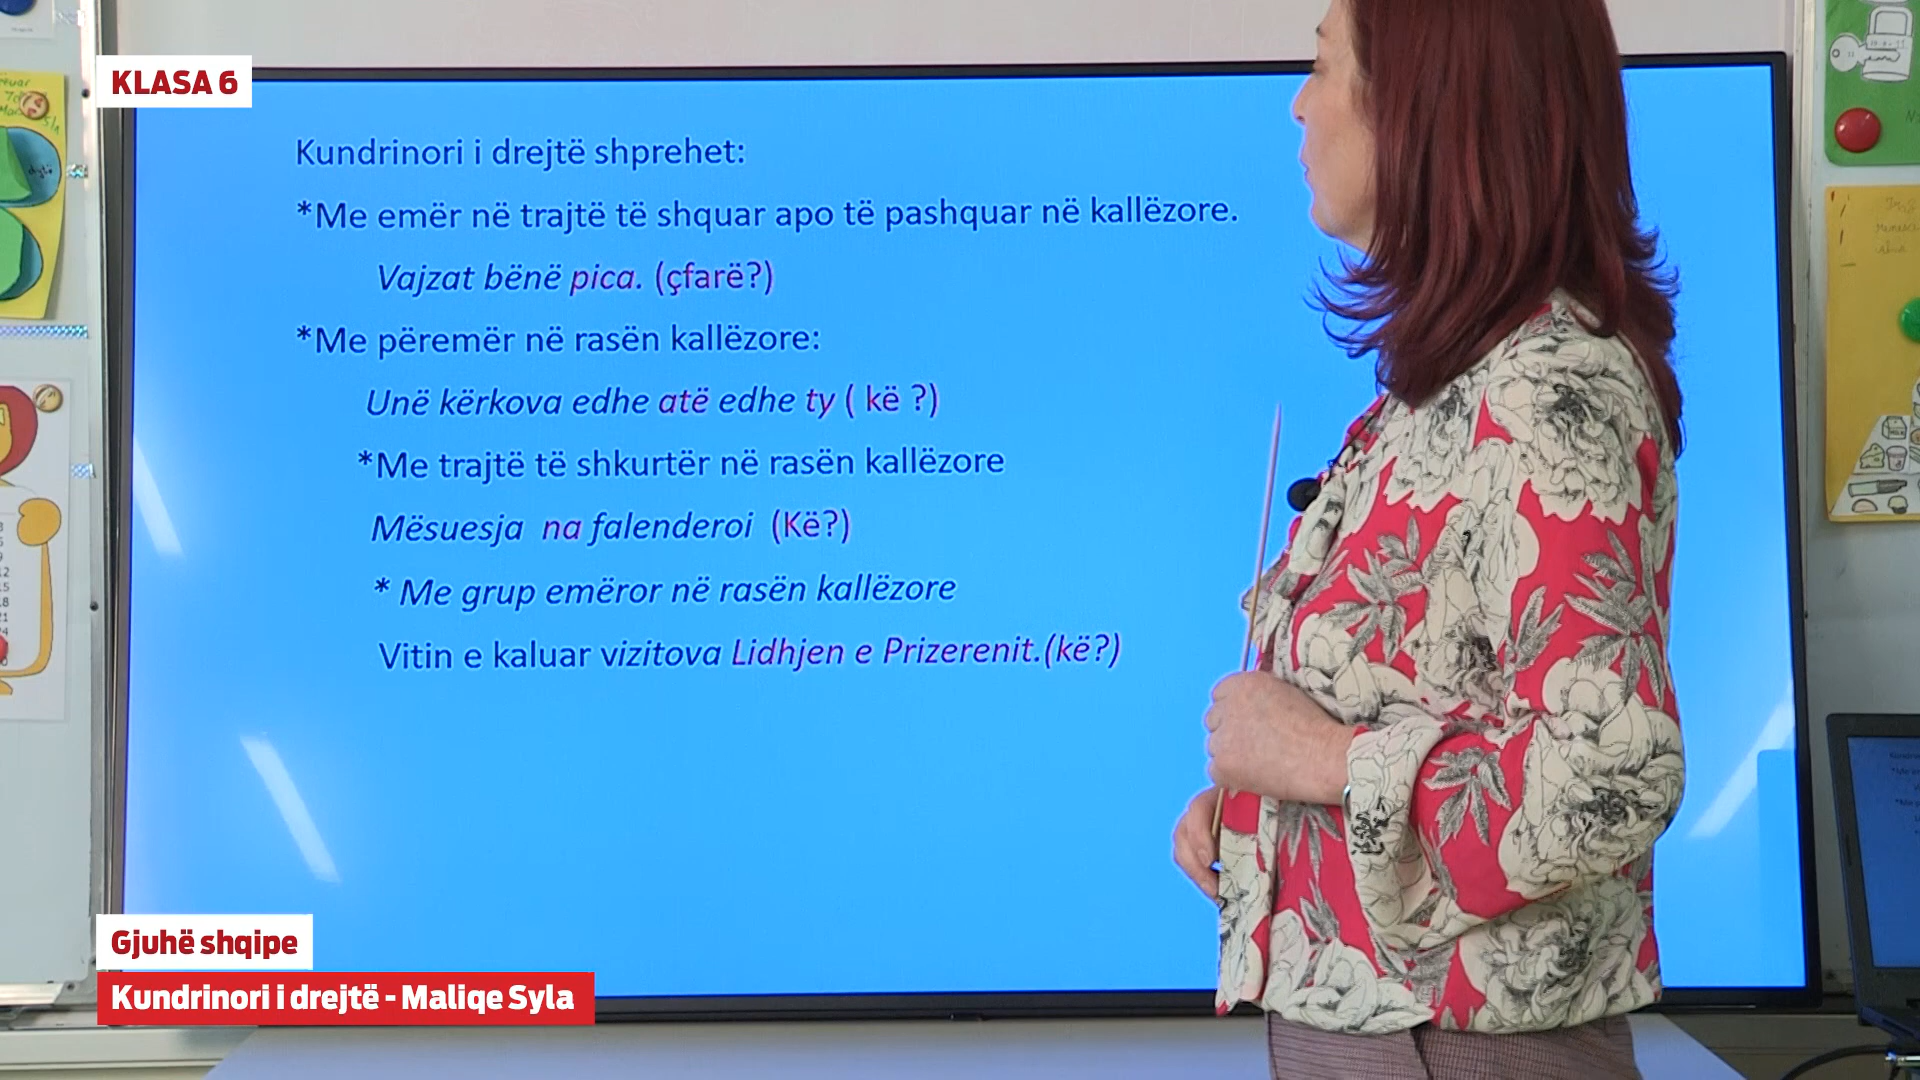 KLASA 6
Kundrinori i drejtë shprehet:
*Me emër në trajtë të shquar apo të pashquar në kallëzore.
Vajzat bënë pica. (çfarë?)
*Me përemër në rasën kallëzore:
Unë kërkova edhe atë edhe ty ( kë ?)
*Me trajtë të shkurtër në rasën kallëzore
Mësuesja na falenderoi (Kë?)
* Me grup emëror në rasën kallëzore
Vitin e kaluar vizitova Lidhjen e Prizerenit.(kë?)
Gjuhë shqipe
Kundrinori i drejtë - Maliqe Syla